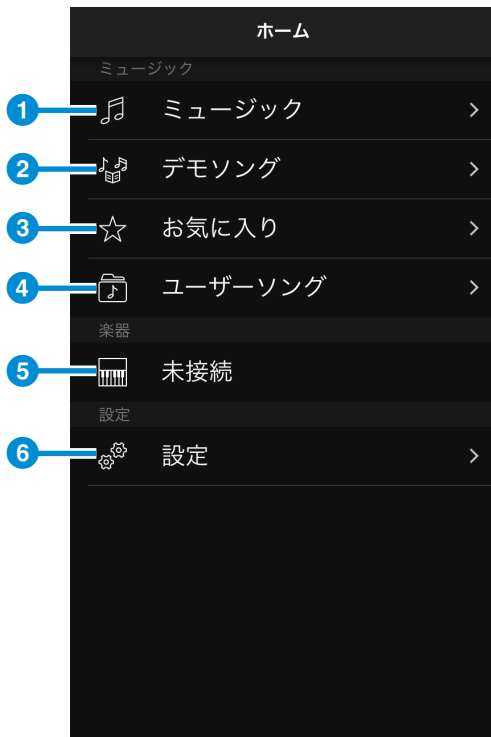 ホーム
ミュージック
1 ミュージック
2 デモソング
3 お気に入り
4 ユーザーソング
楽器
5 未接続
設定
6 設定